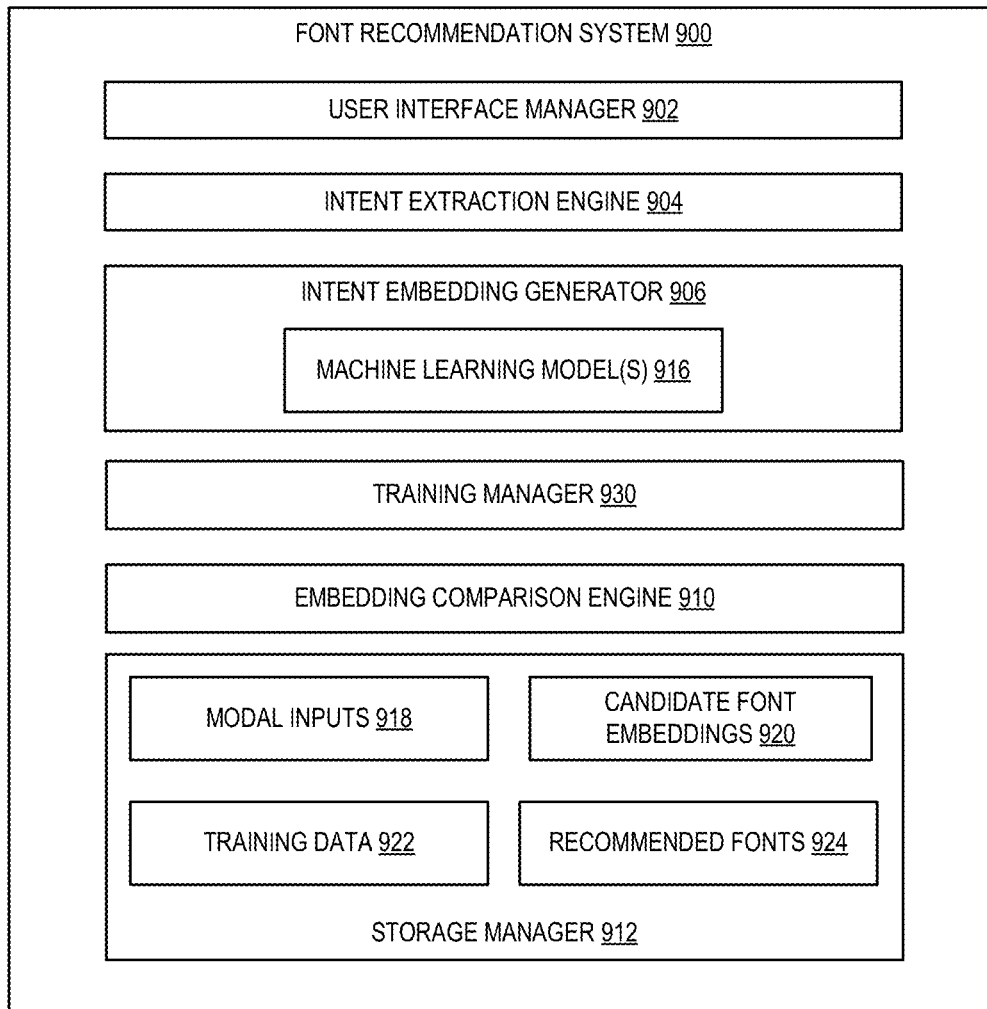 FONT RECOMMENDATION SYSTEM 900
USER INTERFACE MANAGER 902
INTENT EXTRACTION ENGINE 904
INTENT EMBEDDING GENERATOR 906
MACHINE LEARNING MODEL(S) 916
TRAINING MANAGER 930
EMBEDDING COMPARISON ENGINE 910
MODAL INPUTS 918
CANDIDATE FONT
EMBEDDINGS 920
TRAINING DATA 922
RECOMMENDED FONTS 924
STORAGE MANAGER 912